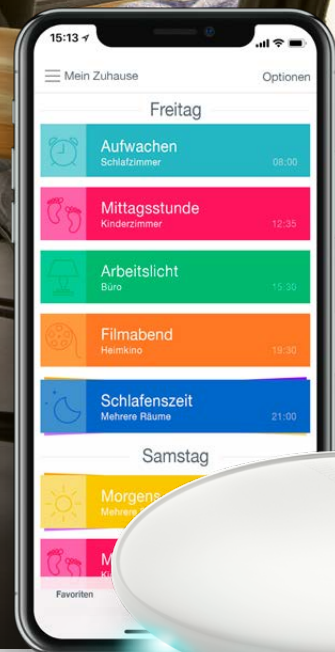 15:13
Mein Zuhause
Optionen
Freitag
Aufwachen
Schlafzimmer
08:00
Mittagsstunde
Kinderzimmer
12:35
Arbeitslicht
Büro
15:30
Filmabend
Heimkino
19:30
Schlafenszeit
Mehrere Räume
21:00
Samstag
Morgens
Mehrere
Favoriten